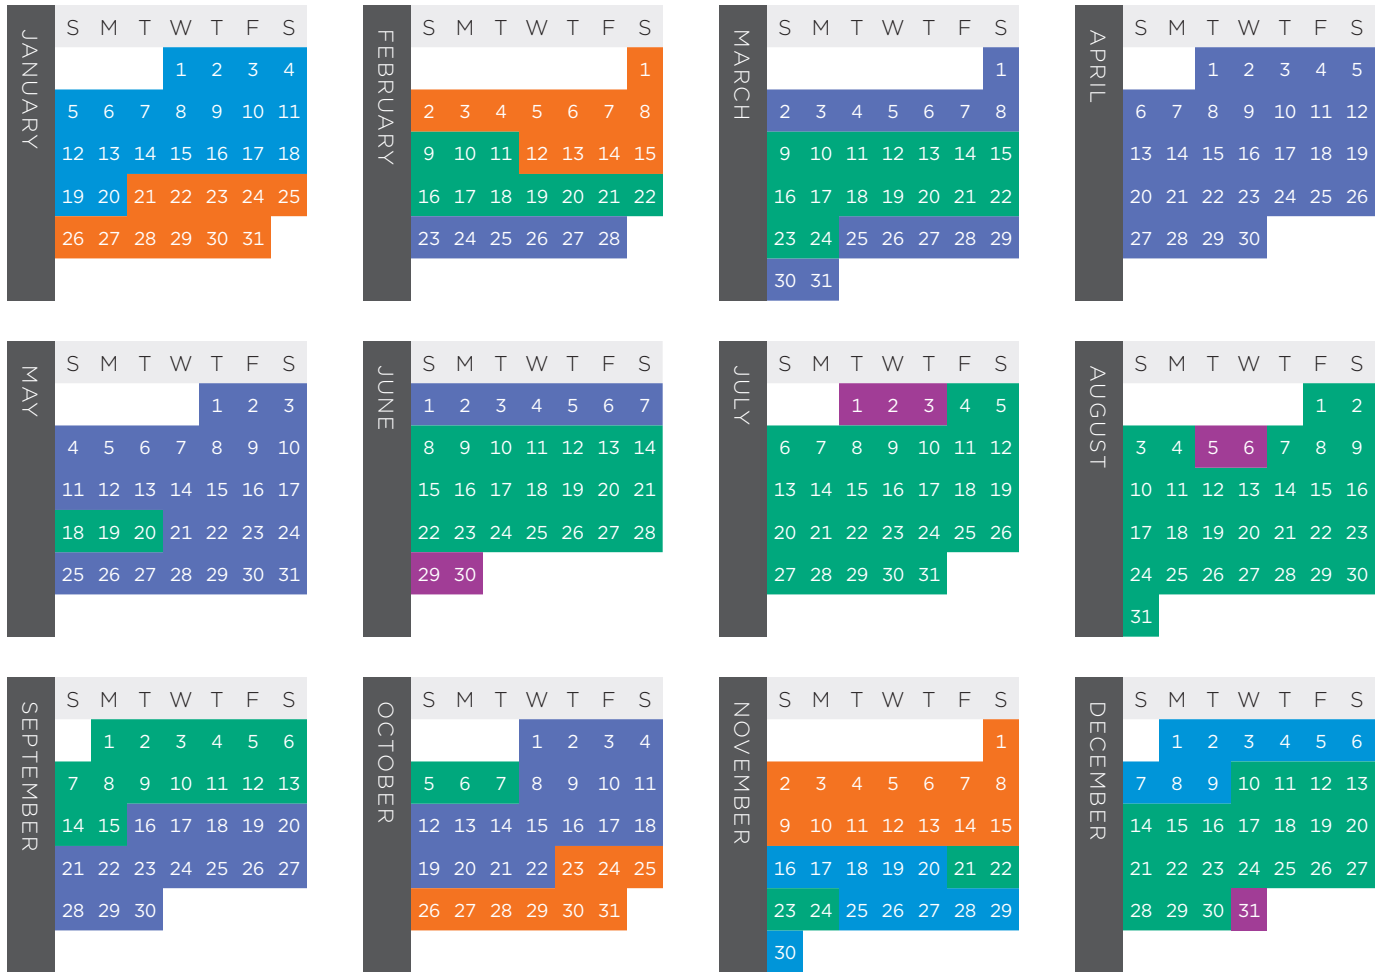 JANUARY
S M T W T F S
1 2 3 4
5 6 7 8 9 10 11
12 13 14 15 16 17 18
19 20 21 22 23 24 25
26 27 28 29 30 31
FEBRUARY
S M T W T F S
1
2 3 4 5 6 7 8
9 10 11 12 13 14 15
16 17 18 19 20 21 22
23 24 25 26 27 28
MARCH
S M T W T F S
1
2 3 4 5 6 7 8
9 10 11 12 13 14 15
16 17 18 19 20 21 22
23 24 25 26 27 28 29
30 31
APRIL
S M T W T F S
1 2 3 4 5
6 7 8 9 10 11 12
13 14 15 16 17 18 19
20 21 22 23 24 25 26
27 28 29 30
MAY
S M T W T F S
1 2 3
4 5 6 7 8 9 10
11 12 13 14 15 16 17
18 19 20 21 22 23 24
25 26 27 28 29 30 31
JUNE
S M T W T F S
1 2 3 4 5 6 7
8 9 10 11 12 13 14
15 16 17 18 19 20 21
22 23 24 25 26 27 28
29 30
JULY
S M T W T F S
1 2 3 4 5
6 7 8 9 10 11 12
13 14 15 16 17 18 19
20 21 22 23 24 25 26
27 28 29 30 31
AUGUST
S M T W T F S
1 2
3 4 5 6 7 8 9
10 11 12 13 14 15 16
17 18 19 20 21 22 23
24 25 26 27 28 29 30
31
SEPTEMBER
S M T W T F S
1 2 3 4 5 6
7 8 9 10 11 12 13
14 15 16 17 18 19 20
21 22 23 24 25 26 27
28 29 30
OCTOBER
S M T W T F S
1 2 3 4
5 6 7 8 9 10 11
12 13 14 15 16 17 18
19 20 21 22 23 24 25
26 27 28 29 30 31
NOVEMBER
S M T W T F S
1
2 3 4 5 6 7 8
9 10 11 12 13 14 15
16 17 18 19 20 21 22
23 24 25 26 27 28 29
30
DECEMBER
S M T W T F S
1 2 3 4 5 6
7 8 9 10 11 12 13
14 15 16 17 18 19 20
21 22 23 24 25 26 27
28 29 30 31